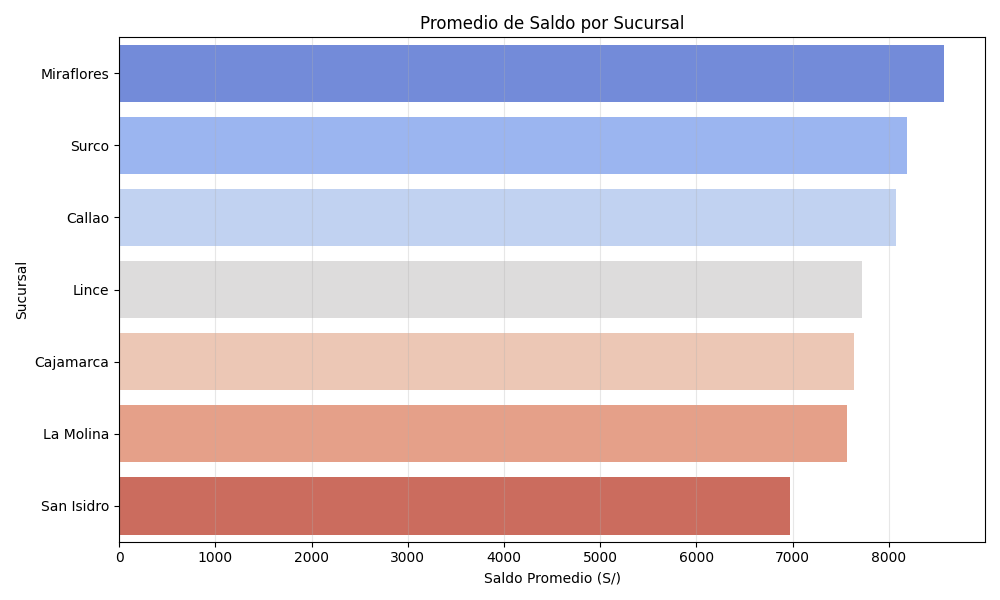 Promedio de Saldo por Sucursal
Sucursal
Miraflores
Surco
Callao
Lince
Cajamarca
La Molina
San Isidro
0 1000 2000 3000 4000 5000 6000 7000 8000
Saldo Promedio (S/)